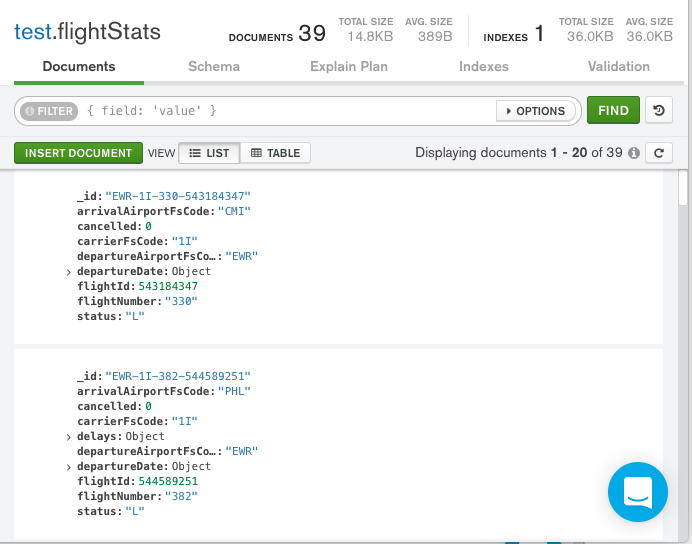 test.flightStats
DOCUMENTS 39 TOTAL SIZE 14.8KB AVG. SIZE 389B INDEXES 1 TOTAL SIZE 36.0KB AVG. SIZE 36.0KB
Documents Schema Explain Plan Indexes Validation
FILTER { field: 'value' } OPTIONS FIND
INSERT DOCUMENT VIEW LIST TABLE Displaying documents 1 - 20 of 39
_id: "EWR-1I-330-543184347"
arrivalAirportFsCode: "CMI"
cancelled: 0
carrierFsCode: "1I"
departureAirportFsCo…: "EWR"
departureDate: Object
flightId: 543184347
flightNumber: "330"
status: "L"
_id: "EWR-1I-382-544589251"
arrivalAirportFsCode: "PHL"
cancelled: 0
carrierFsCode: "1I"
delays: Object
departureAirportFsCo…: "EWR"
departureDate: Object
flightId: 544589251
flightNumber: "382"
status: "L"